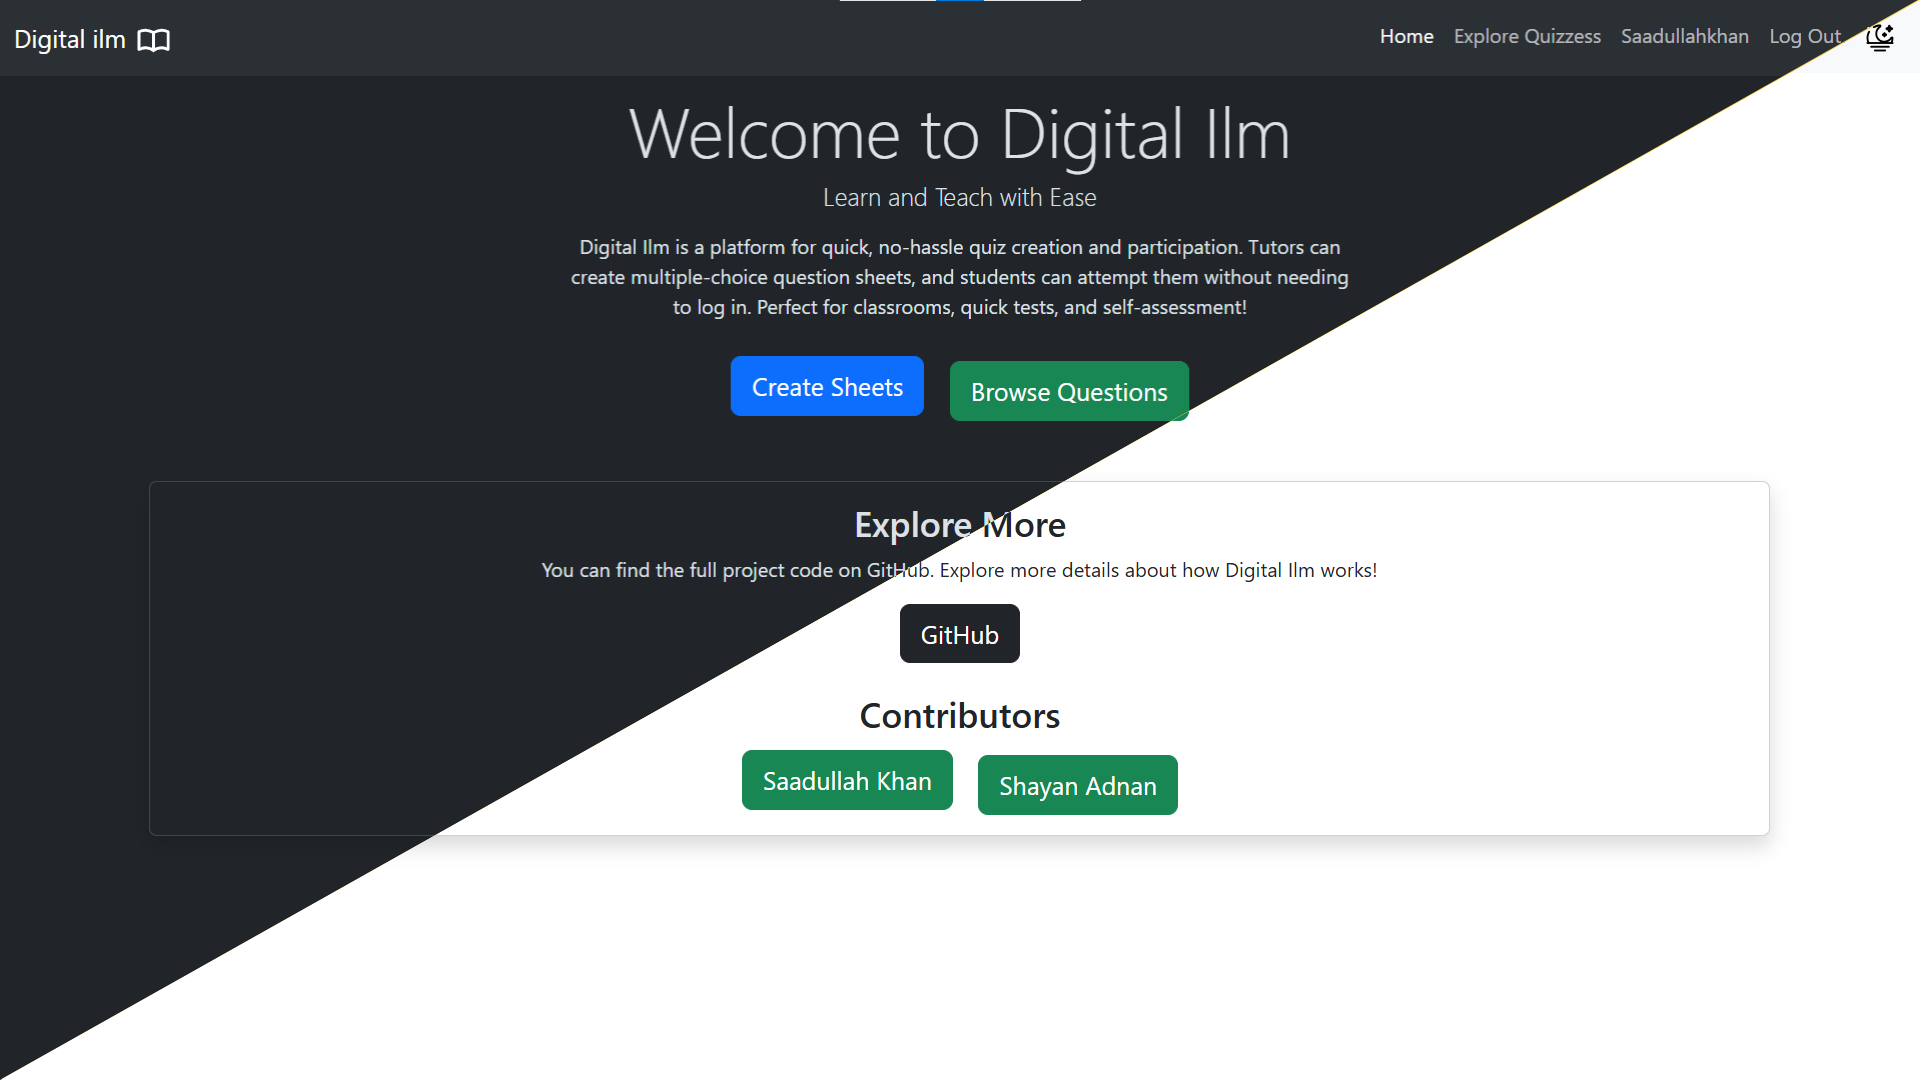 Digital ilm
Home Explore Quizzess Saadullahkhan Log Out
Welcome to Digital Ilm
Learn and Teach with Ease
Digital Ilm is a platform for quick, no-hassle quiz creation and participation. Tutors can
create multiple-choice question sheets, and students can attempt them without needing
to log in. Perfect for classrooms, quick tests, and self-assessment!
Create Sheets
Browse Questions
Explore More
You can find the full project code on GitHub. Explore more details about how Digital Ilm works!
GitHub
Contributors
Saadullah Khan
Shayan Adnan